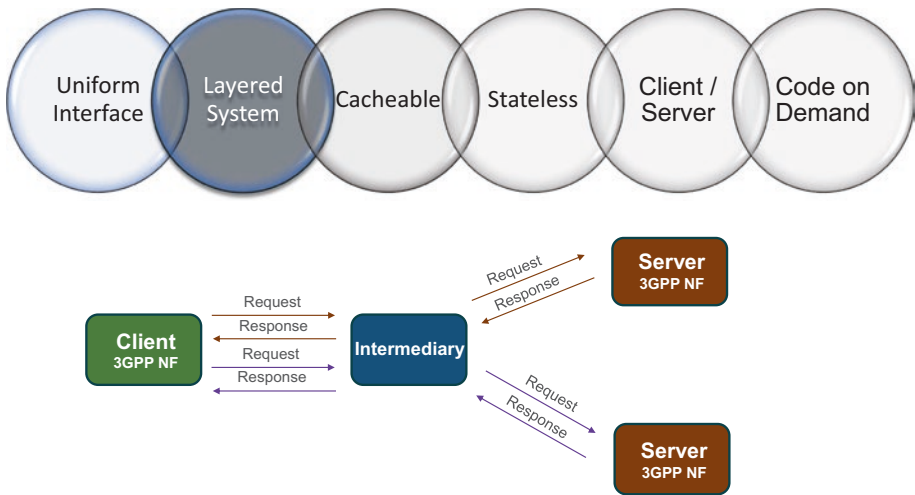 Uniform
Interface
Layered
System
Cacheable
Stateless
Client /
Server
Code on
Demand
Request
Response
Server
3GPP NF
Request
Response
Request
Response
Client
3GPP NF
Intermediary
Request
Response
Server
3GPP NF